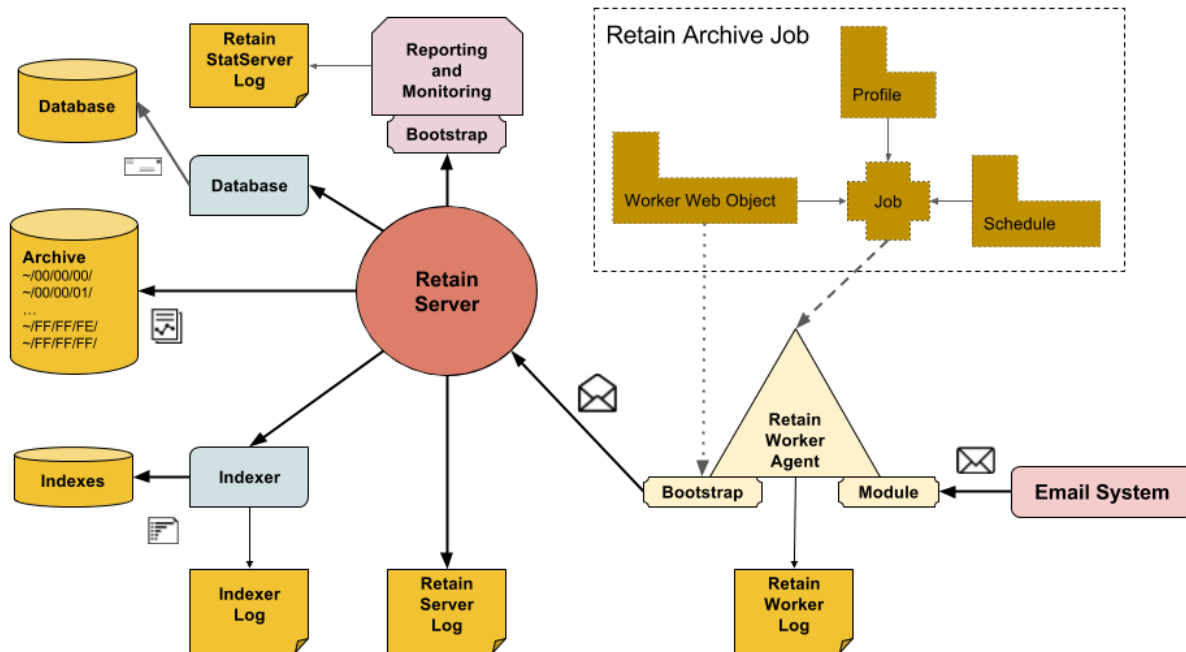 Retain
StatServer
Log
Reporting
and
Monitoring
Bootstrap
Retain Archive Job
Profile
Worker Web Object
Job
Schedule
Database
Database
Archive
~/00/00/00/
~/00/00/01/
...
~/FF/FF/FE/
~/FF/FF/FF/
Retain
Server
Retain
Worker
Agent
Bootstrap
Module
Email System
Indexes
Indexer
Indexer
Log
Retain
Server
Log
Retain
Worker
Log